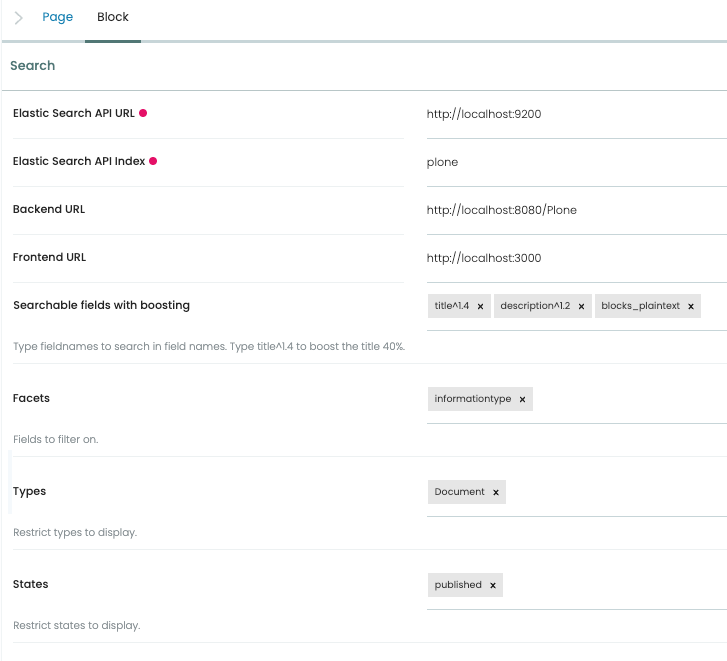 Page Block
Search
Elastic Search API URL http://localhost:9200
Elastic Search API Index plone
Backend URL http://localhost:8080/Plone
Frontend URL http://localhost:3000
Searchable fields with boosting title^1.4 x description^1.2 x blocks_plaintext x
Type fieldnames to search in field names. Type title^1.4 to boost the title 40%.
Facets informationtype x
Fields to filter on.
Types Document x
Restrict types to display.
States published x
Restrict states to display.